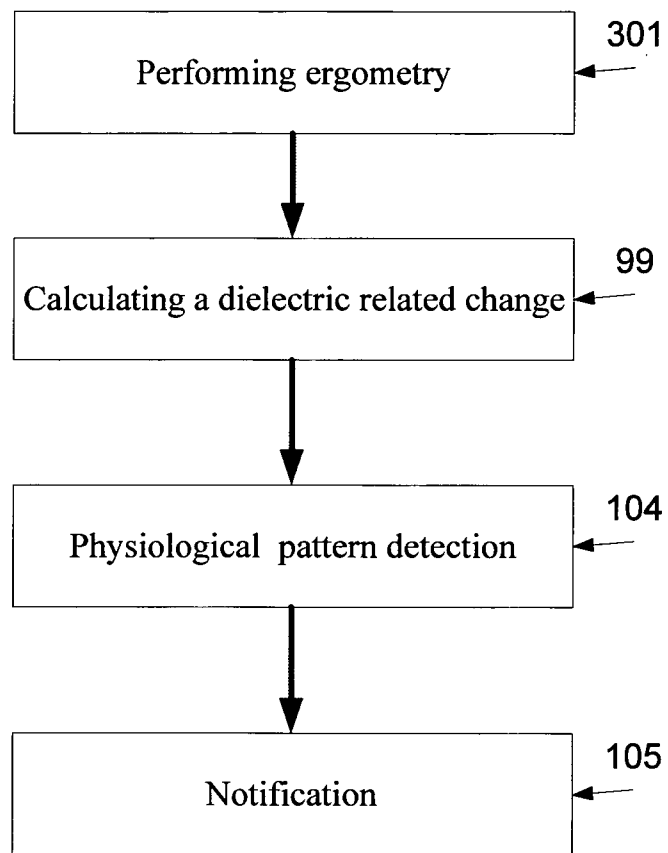 301
Performing ergometry
99
Calculating a dielectric related change
104
Physiological pattern detection
105
Notification